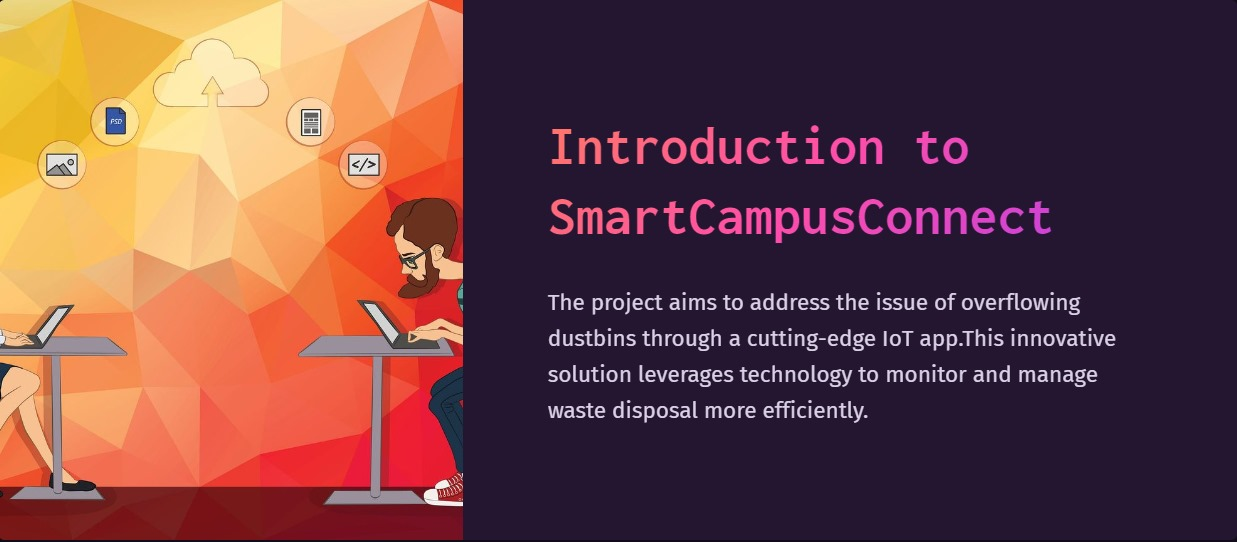 PSD
</>
Introduction to
SmartCampusConnect
The project aims to address the issue of overflowing
dustbins through a cutting-edge IoT app.This innovative
solution leverages technology to monitor and manage
waste disposal more efficiently.